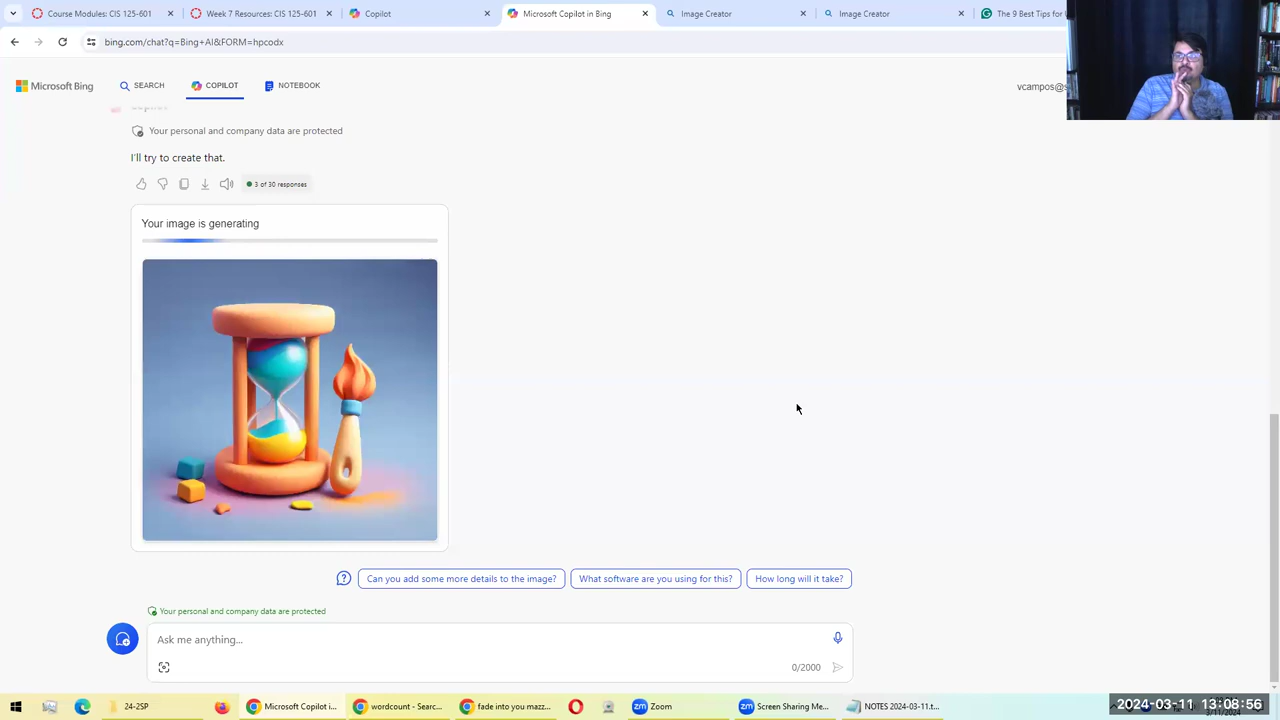 Course Modules: CIS 125-601
Week 7 Resources: CIS 125-601
Copilot
Microsoft Copilot in Bing
Image Creator
Image Creator
The 9 Best Tips for
bing.com/chat?q=Bing+AI&FORM=hpcodx
Microsoft Bing
SEARCH
COPILOT
NOTEBOOK
vcampos@
Your personal and company data are protected
I'll try to create that.
3 of 30 responses
Your image is generating
Can you add some more details to the image?
What software are you using for this?
How long will it take?
Your personal and company data are protected
Ask me anything...
0/2000
24-2SP
Microsoft Copilot i...
wordcount - Searc...
fade into you mazz...
Zoom
Screen Sharing Me...
NOTES 2024-03-11.t...
2024-03-11 13:08:56